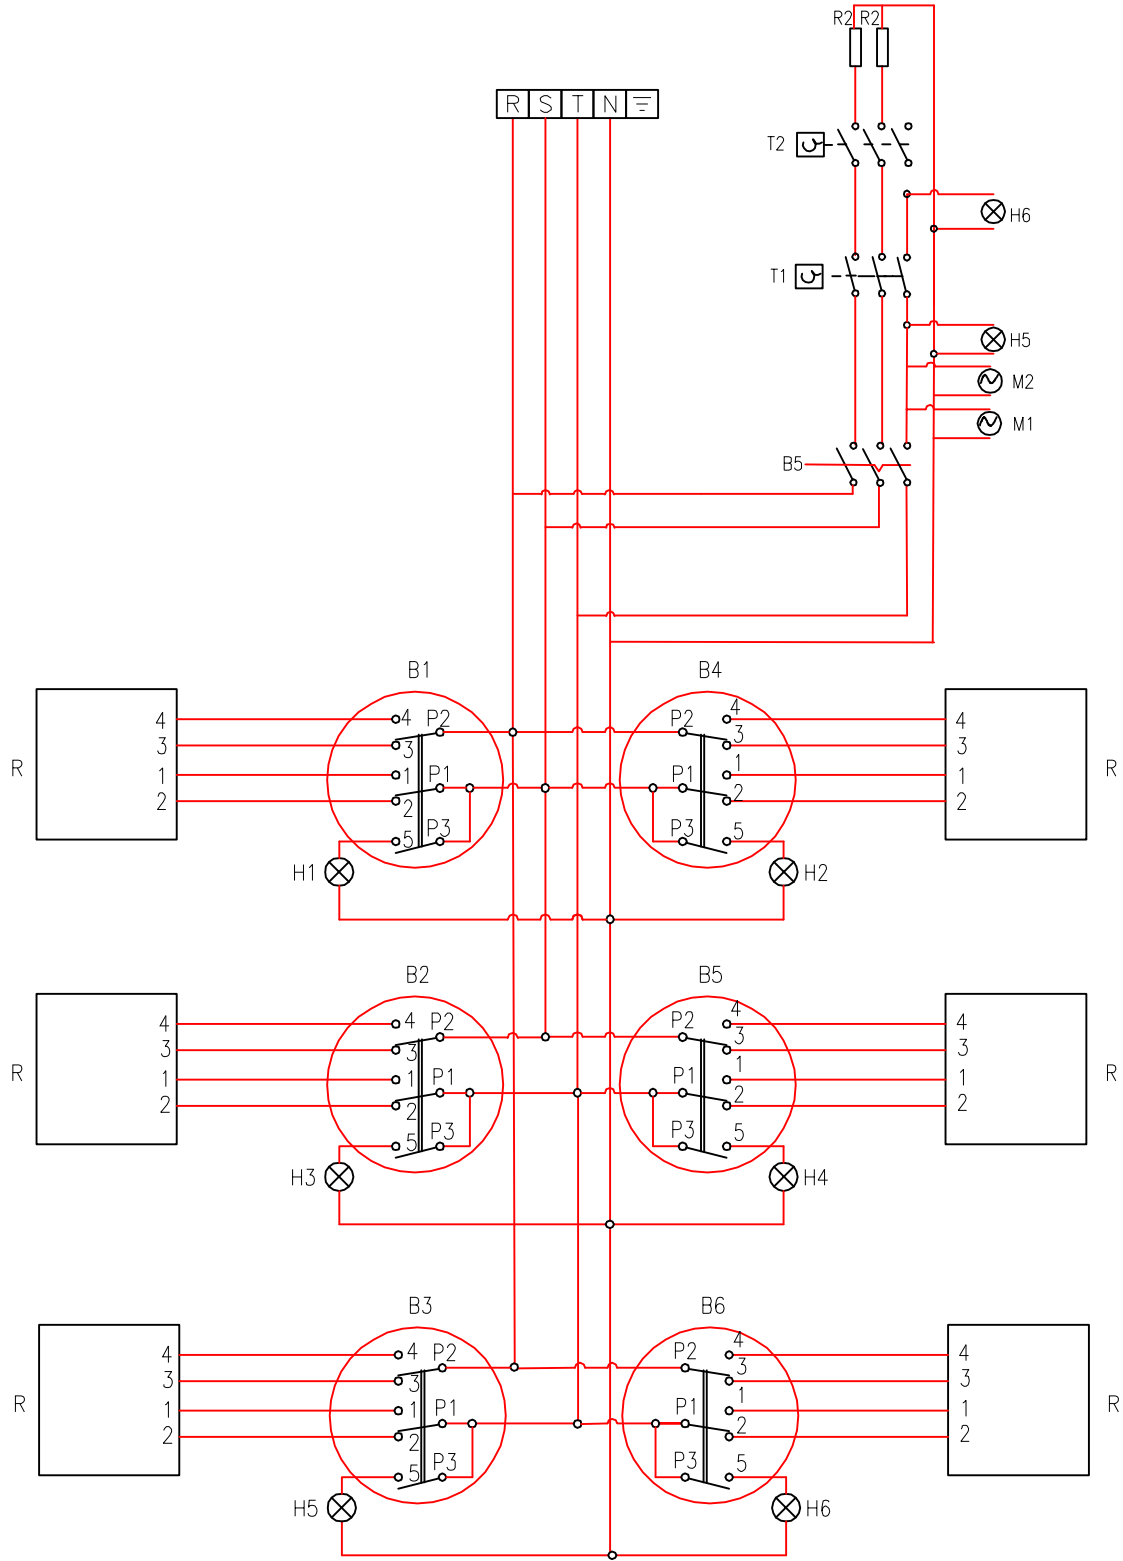 R2 R2
R S T N
T2
H6
T1
H5
M2
M1
B5
B1 B4
4 4 P2 P2 4 4
3 3 3 3
R 1 1 P1 P1 1 1 R
2 2 2 2
5 P3 P3 5
H1 H2
B2 B5
4 4 P2 P2 4 4
3 3 3 3
R 1 1 P1 P1 1 1 R
2 2 2 2
5 P3 P3 5
H3 H4
B3 B6
4 4 P2 P2 4 4
3 3 3 3
R 1 1 P1 P1 1 1 R
2 2 2 2
5 P3 P3 5
H5 H6